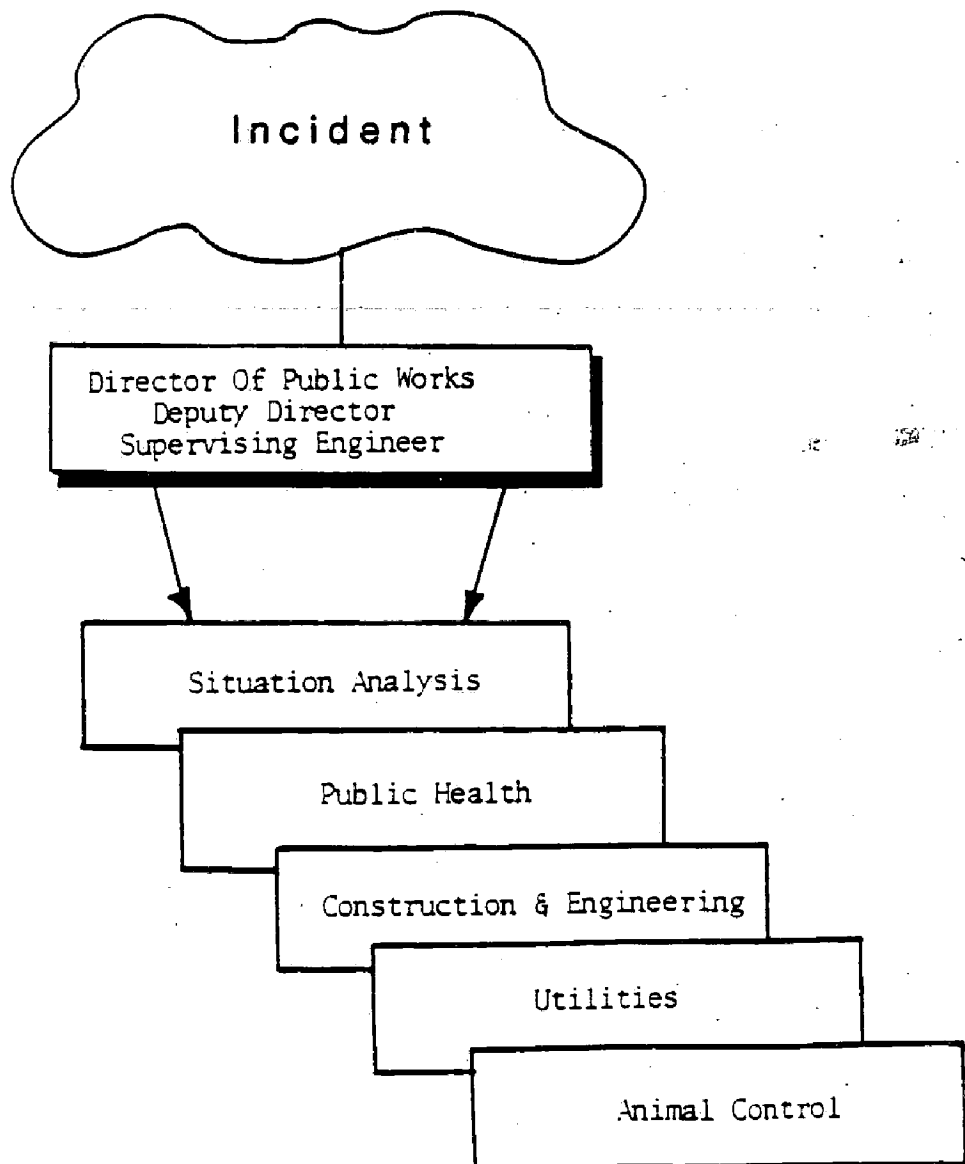 Incident
Director Of Public Works
Deputy Director
Supervising Engineer
Situation Analysis
Public Health
Construction & Engineering
Utilities
Animal Control